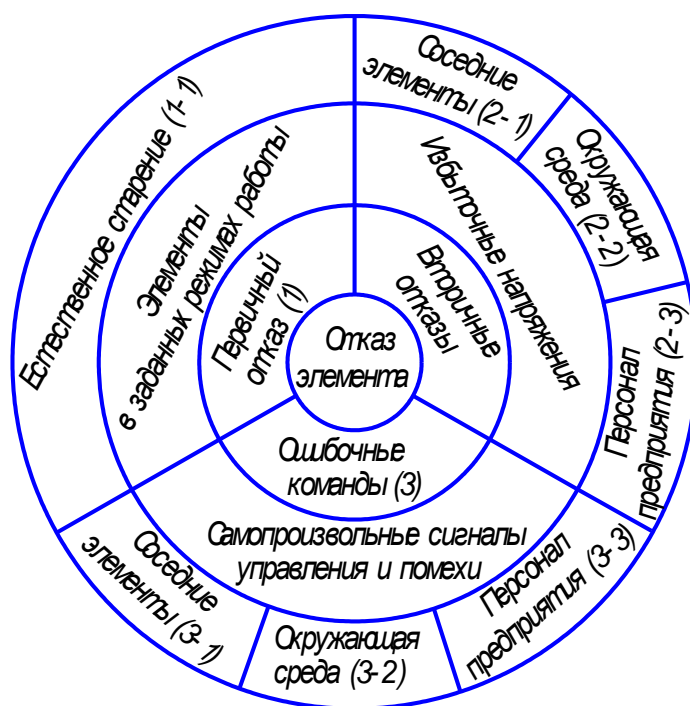 Соседние
элементы (2-1)
Окружающая
среда (2-2)
Персонал
предприятия (2-3)
Естественное старение (1-1)
Элементы
в заданных режимах работы
Избыточные напряжения
Первичный
отказ (1)
Вторичные
отказы
Отказ
элемента
Ошибочные
команды (3)
Самопроизвольные сигналы
управления и помехи
Соседние
элементы (3-1)
Окружающая
среда (3-2)
Персонал
предприятия (3-3)